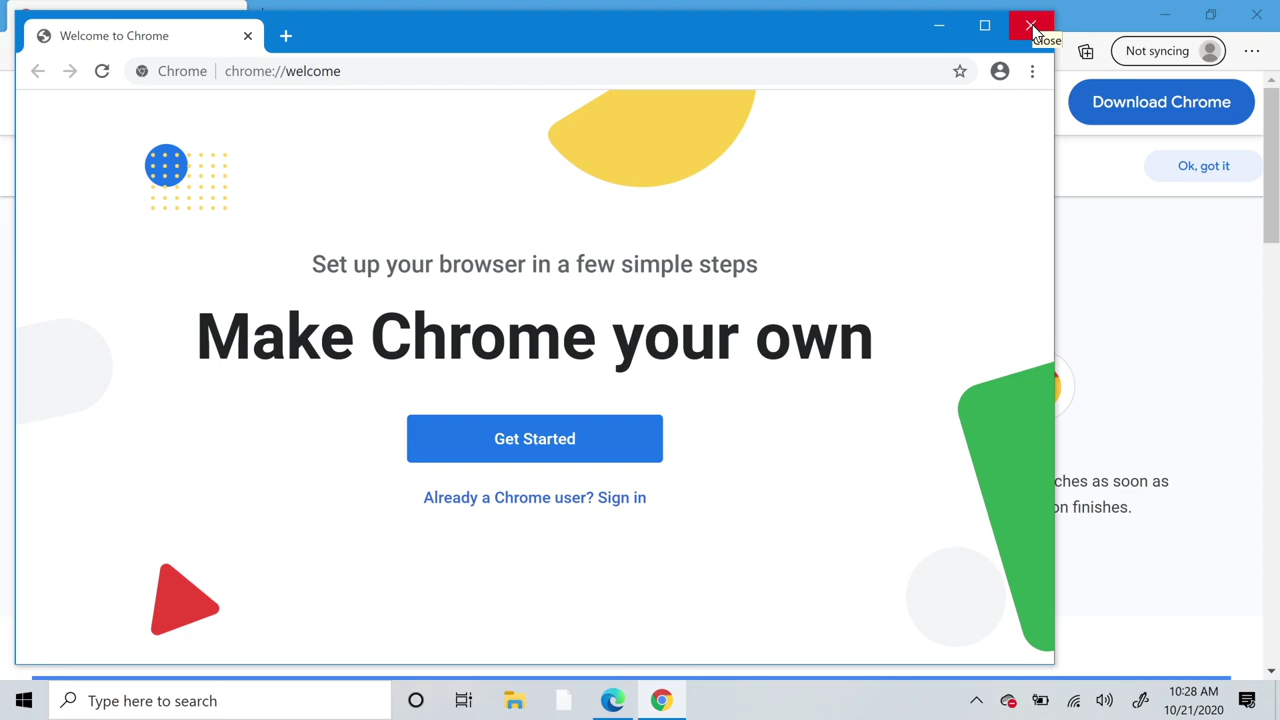 Welcome to Chrome
Close
Not syncing
Chrome
chrome://welcome
Download Chrome
Ok, got it
Set up your browser in a few simple steps
Make Chrome your own
Get Started
Already a Chrome user? Sign in
ches as soon as
on finishes.
Type here to search
10:28 AM
10/21/2020